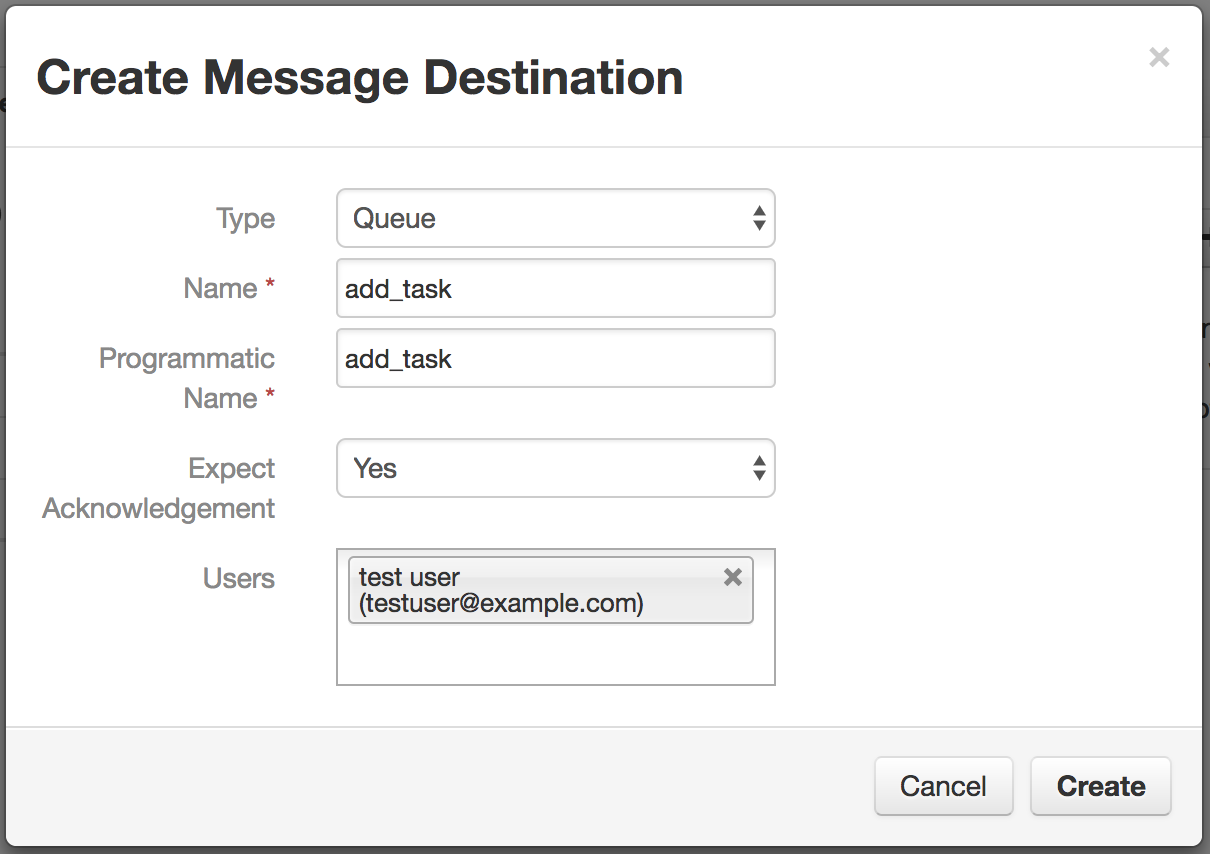 Create Message Destination
×
Type
Queue
Name *
add_task
Programmatic
Name *
add_task
Expect
Acknowledgement
Yes
Users
test user
(testuser@example.com)
Cancel
Create